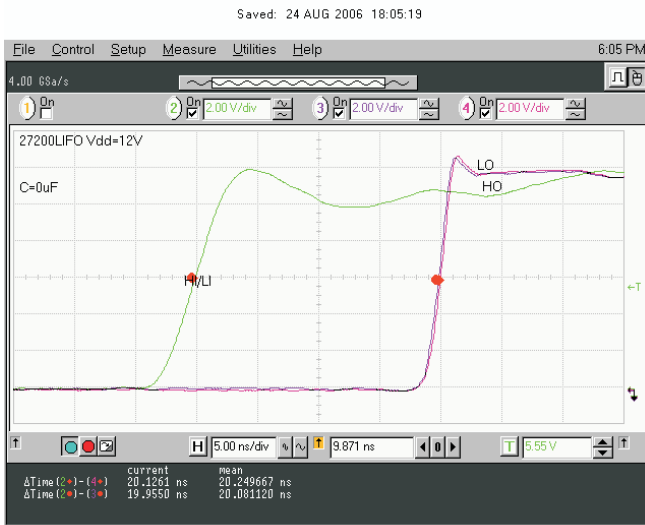 Saved: 24 AUG 2006 18:05:19
File Control Setup Measure Utilities Help 6:05 PM
4.00 GSa/s
1 On 2 On 2.00 V/div 3 On 2.00 V/div 4 On 2.00 V/div
27200LIFO Vdd=12V
LO
C=0uF
HO
HI/LI
T
H 5.00 ns/div 9.871 ns 0 T 5.55 V
current mean
ΔTime(2●)-(4●) 20.1261 ns 20.249667 ns
ΔTime(2●)-(3●) 19.9550 ns 20.081120 ns